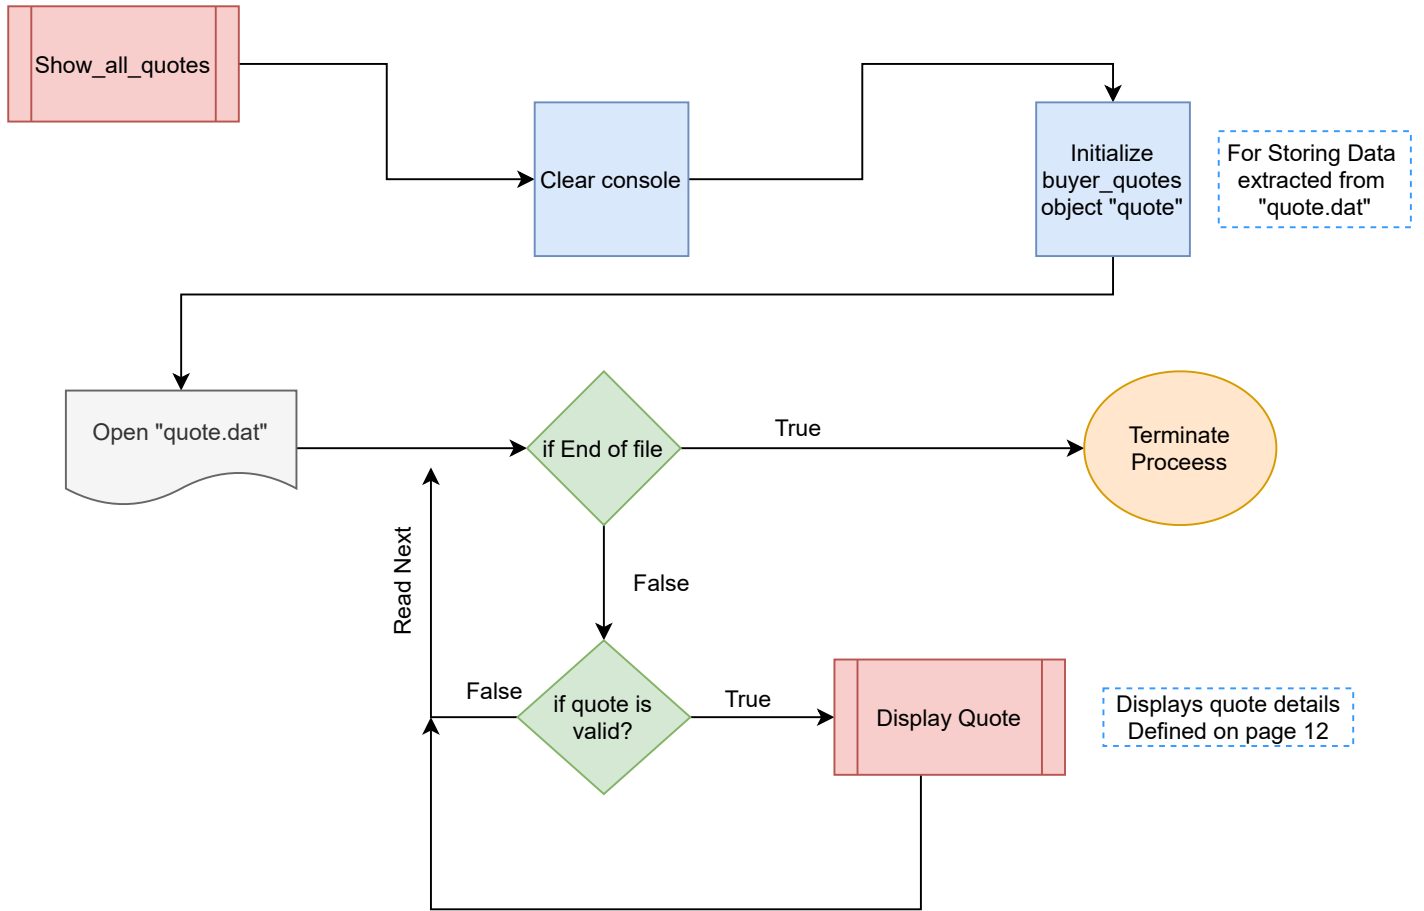 Show_all_quotes
Clear console
Initialize
buyer_quotes
object "quote"
For Storing Data
extracted from
"quote.dat"
Open "quote.dat"
if End of file
True
Terminate
Proceess
Read Next
False
False
if quote is
valid?
True
Display Quote
Displays quote details
Defined on page 12